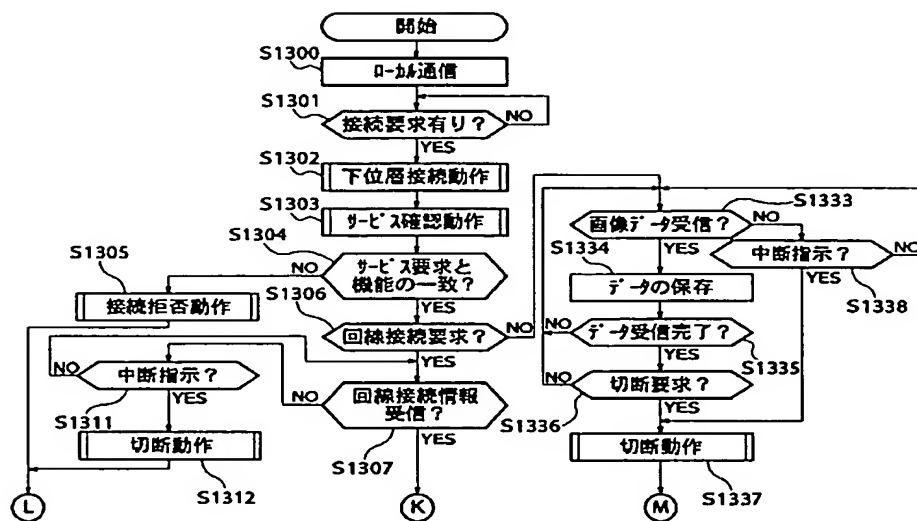 開始
S1300
ﾛｰｶﾙ通信
S1301
接続要求有り？
NO
YES
S1302
下位層接続動作
S1303
ｻｰﾋﾞｽ確認動作
S1304
ｻｰﾋﾞｽ要求と
機能の一致？
NO
YES
S1305
接続拒否動作
S1306
回線接続要求？
NO
YES
中断指示？
NO
YES
S1311
切断動作
S1312
回線接続情報
受信？
NO
YES
S1307
S1333
画像ﾃﾞｰﾀ受信？
NO
YES
S1334
ﾃﾞｰﾀの保存
中断指示？
NO
YES
S1338
ﾃﾞｰﾀ受信完了？
NO
YES
S1335
切断要求？
NO
YES
S1336
切断動作
S1337
L
K
M